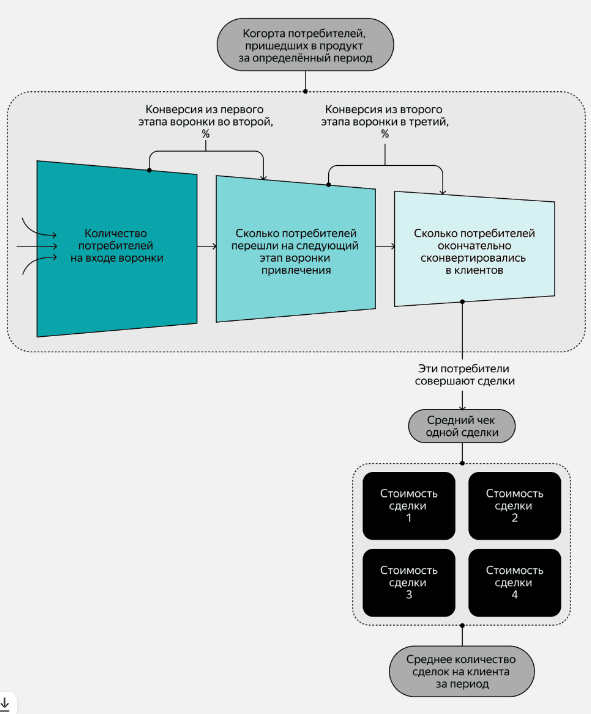 Когорта потребителей,
пришедших в продукт
за определённый период
Конверсия из первого
этапа воронки во второй,
%
Конверсия из второго
этапа воронки в третий,
%
Количество
потребителей
на входе воронки
Сколько потребителей
перешли на следующий
этап воронки
привлечения
Сколько потребителей
окончательно
сконвертировались
в клиентов
Эти потребители
совершают сделки
Средний чек
одной сделки
Стоимость
сделки
1
Стоимость
сделки
2
Стоимость
сделки
3
Стоимость
сделки
4
Среднее количество
сделок на клиента
за период